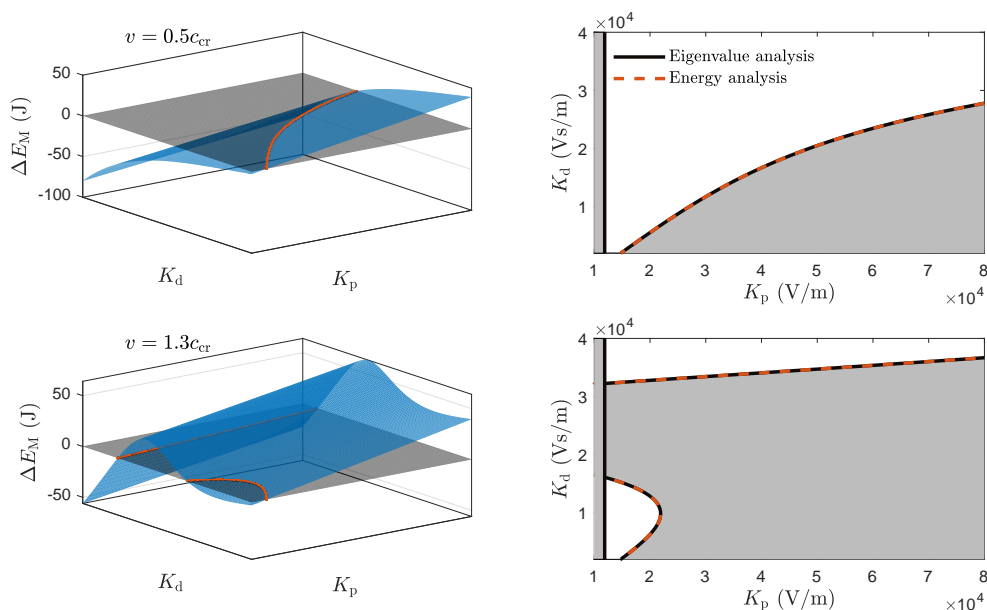 v = 0.5c_cr
50
0
-50
-100
ΔE_M (J)
K_d
K_p
×10^4
4
3
2
1
K_d (Vs/m)
Eigenvalue analysis
Energy analysis
1 2 3 4 5 6 7 8
K_p (V/m)
×10^4
v = 1.3c_cr
50
0
-50
ΔE_M (J)
K_d
K_p
×10^4
4
3
2
1
K_d (Vs/m)
1 2 3 4 5 6 7 8
K_p (V/m)
×10^4